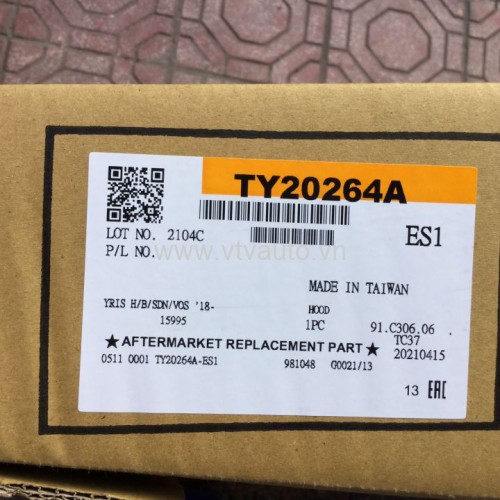 TY20264A
LOT NO. 2104C
ES1
P/L NO.
www.vtvauto.vn
MADE IN TAIWAN
YRIS H/B/SDN/VOS '18-
HOOD
15995
1PC
91.C306.06 .
TC37
★ AFTERMARKET REPLACEMENT PART ★
20210415
0511 0001 TY20264A-ES1
981048 G0021/13
13 EAC